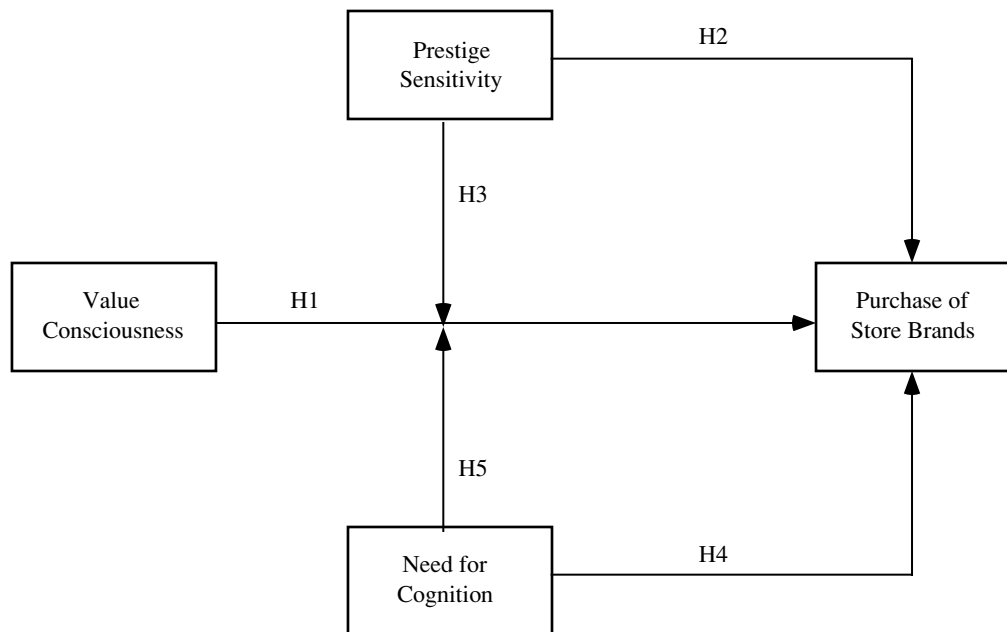 Prestige
Sensitivity
H2
H3
Value
Consciousness
H1
Purchase of
Store Brands
H5
Need for
Cognition
H4